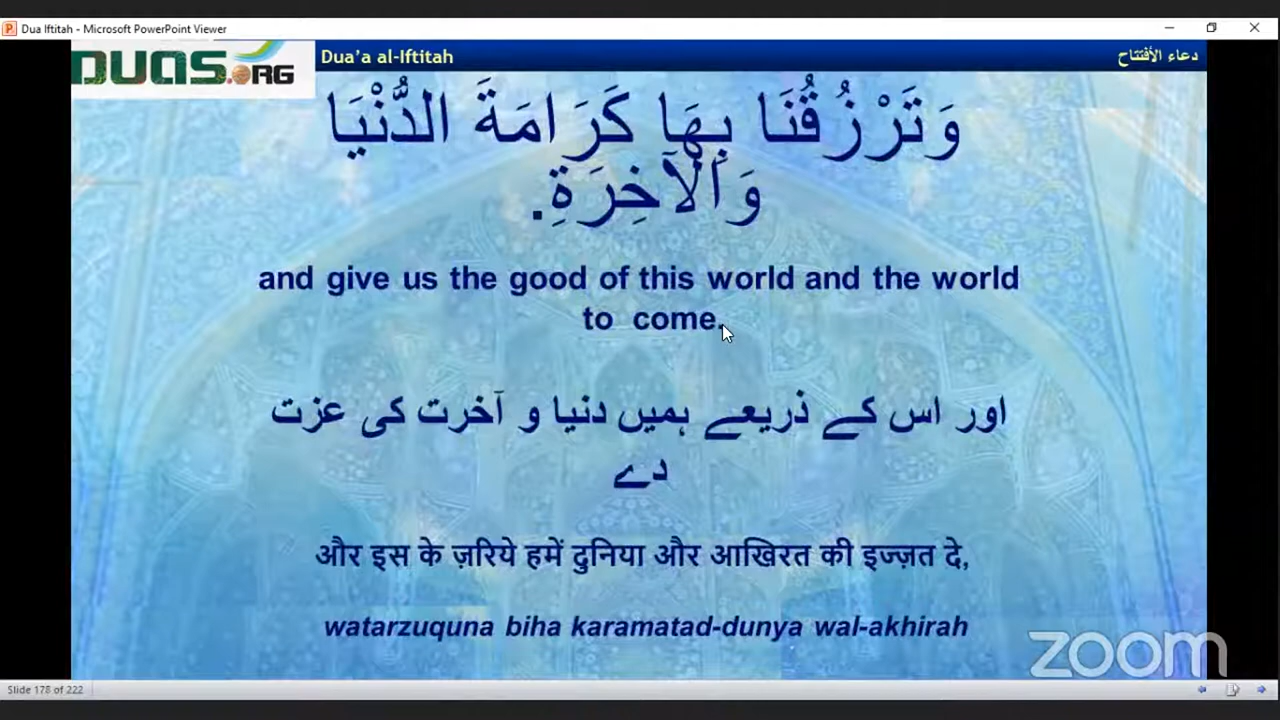 Dua Iftitah - Microsoft PowerPoint Viewer
DUAS.ORG
Dua'a al-Iftitah
دعاء الأفتتاح
وَتَرْزُقُنَا بِهَا كَرَامَةَ الدُّنْيَا
وَالْآخِرَةِ.
and give us the good of this world and the world
to come.
اور اس کے ذریعے ہمیں دنیا و آخرت کی عزت
دے
और इस के ज़रिये हमें दुनिया और आखिरत की इज्ज़त दे,
watarzuquna biha karamatad-dunya wal-akhirah
zoom
Slide 178 of 222